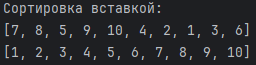 Сортировка вставкой:
[7, 8, 5, 9, 10, 4, 2, 1, 3, 6]
[1, 2, 3, 4, 5, 6, 7, 8, 9, 10]